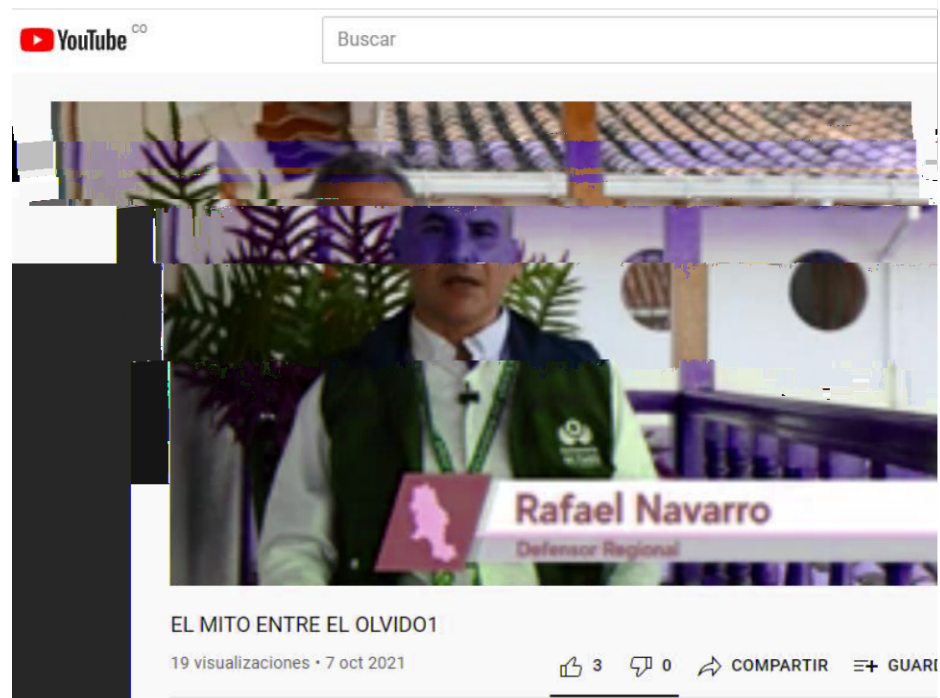 YouTube CO
Buscar
Rafael Navarro
Defensor Regional
EL MITO ENTRE EL OLVIDO1
19 visualizaciones • 7 oct 2021
3 0 COMPARTIR GUARD